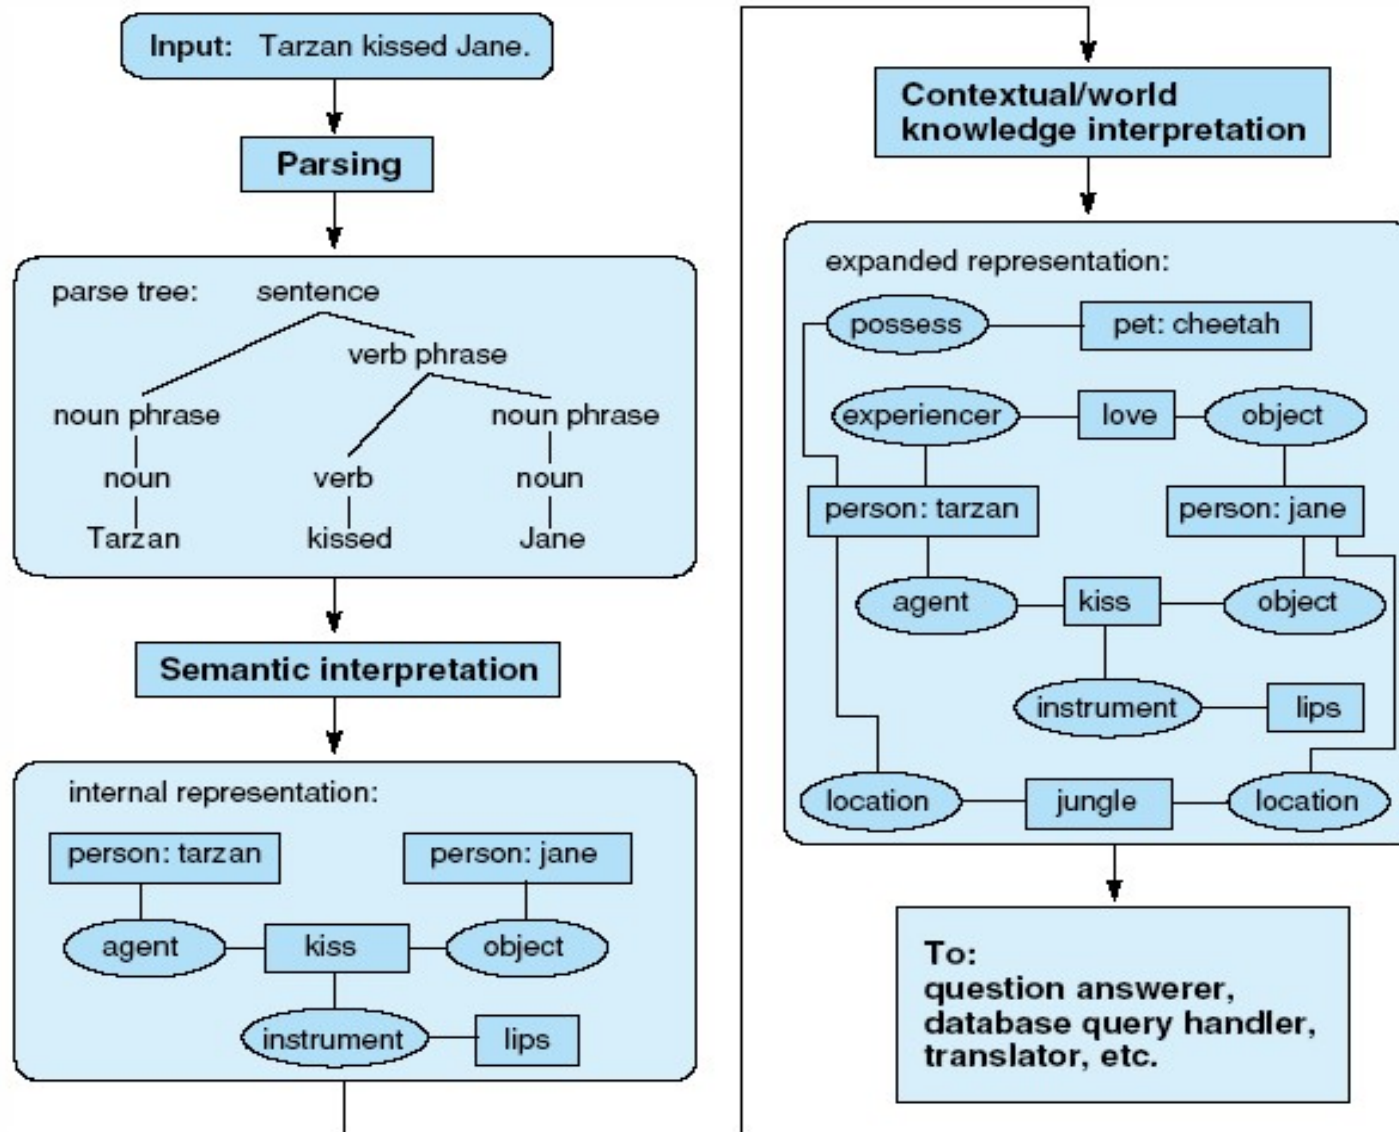 Input: Tarzan kissed Jane.
Parsing
parse tree: sentence
verb phrase
noun phrase noun phrase
noun verb noun
Tarzan kissed Jane
Semantic interpretation
internal representation:
person: tarzan person: jane
agent kiss object
instrument lips
Contextual/world
knowledge interpretation
expanded representation:
possess pet: cheetah
experiencer love object
person: tarzan person: jane
agent kiss object
instrument lips
location jungle location
To:
question answerer,
database query handler,
translator, etc.